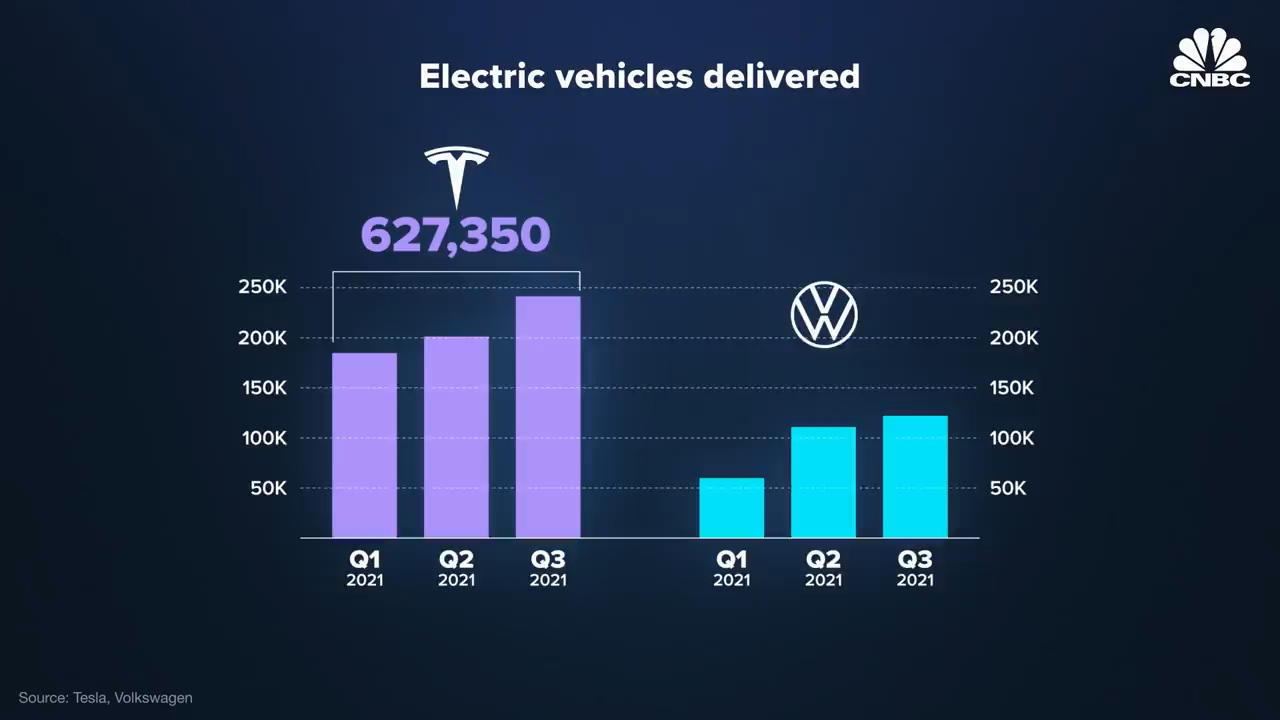 CNBC
Electric vehicles delivered
627,350
250K
200K
150K
100K
50K
250K
200K
150K
100K
50K
Q1
2021
Q2
2021
Q3
2021
Q1
2021
Q2
2021
Q3
2021
Source: Tesla, Volkswagen